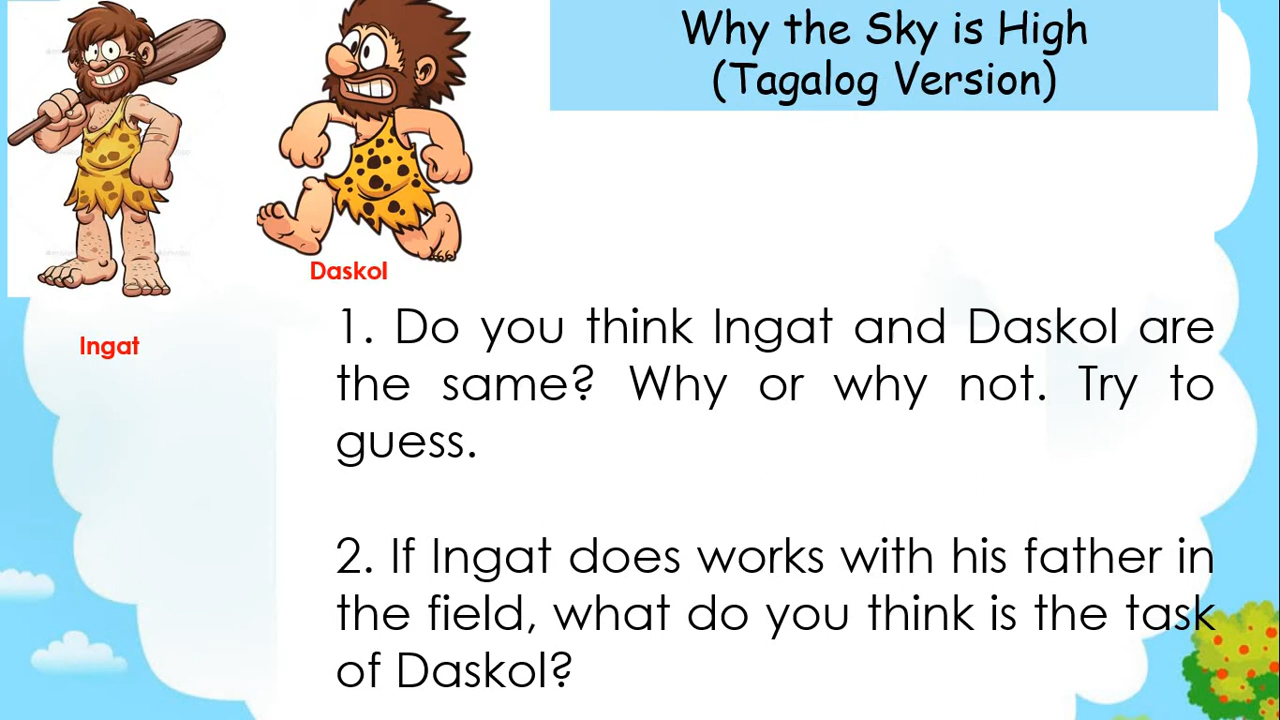 Why the Sky is High
(Tagalog Version)
Daskol
Ingat
1. Do you think Ingat and Daskol are
the same? Why or why not. Try to
guess.
2. If Ingat does works with his father in
the field, what do you think is the task
of Daskol?